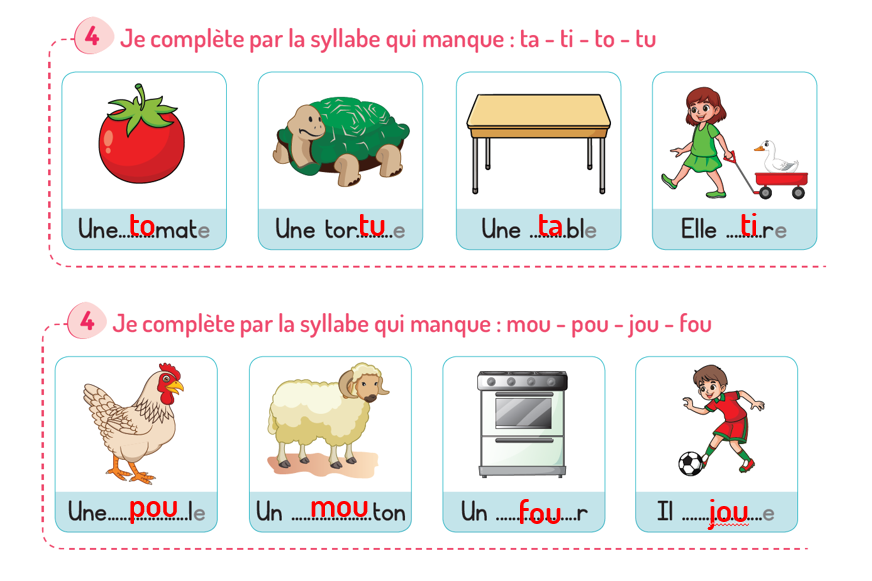 4 Je complète par la syllabe qui manque : ta - ti - to - tu
Une..to..mate Une tor..tu..e Une ..ta..ble Elle ..ti..re
4 Je complète par la syllabe qui manque : mou - pou - jou - fou
Une......pou......le Un ......mou......ton Un ......fou......r Il ......jou......e